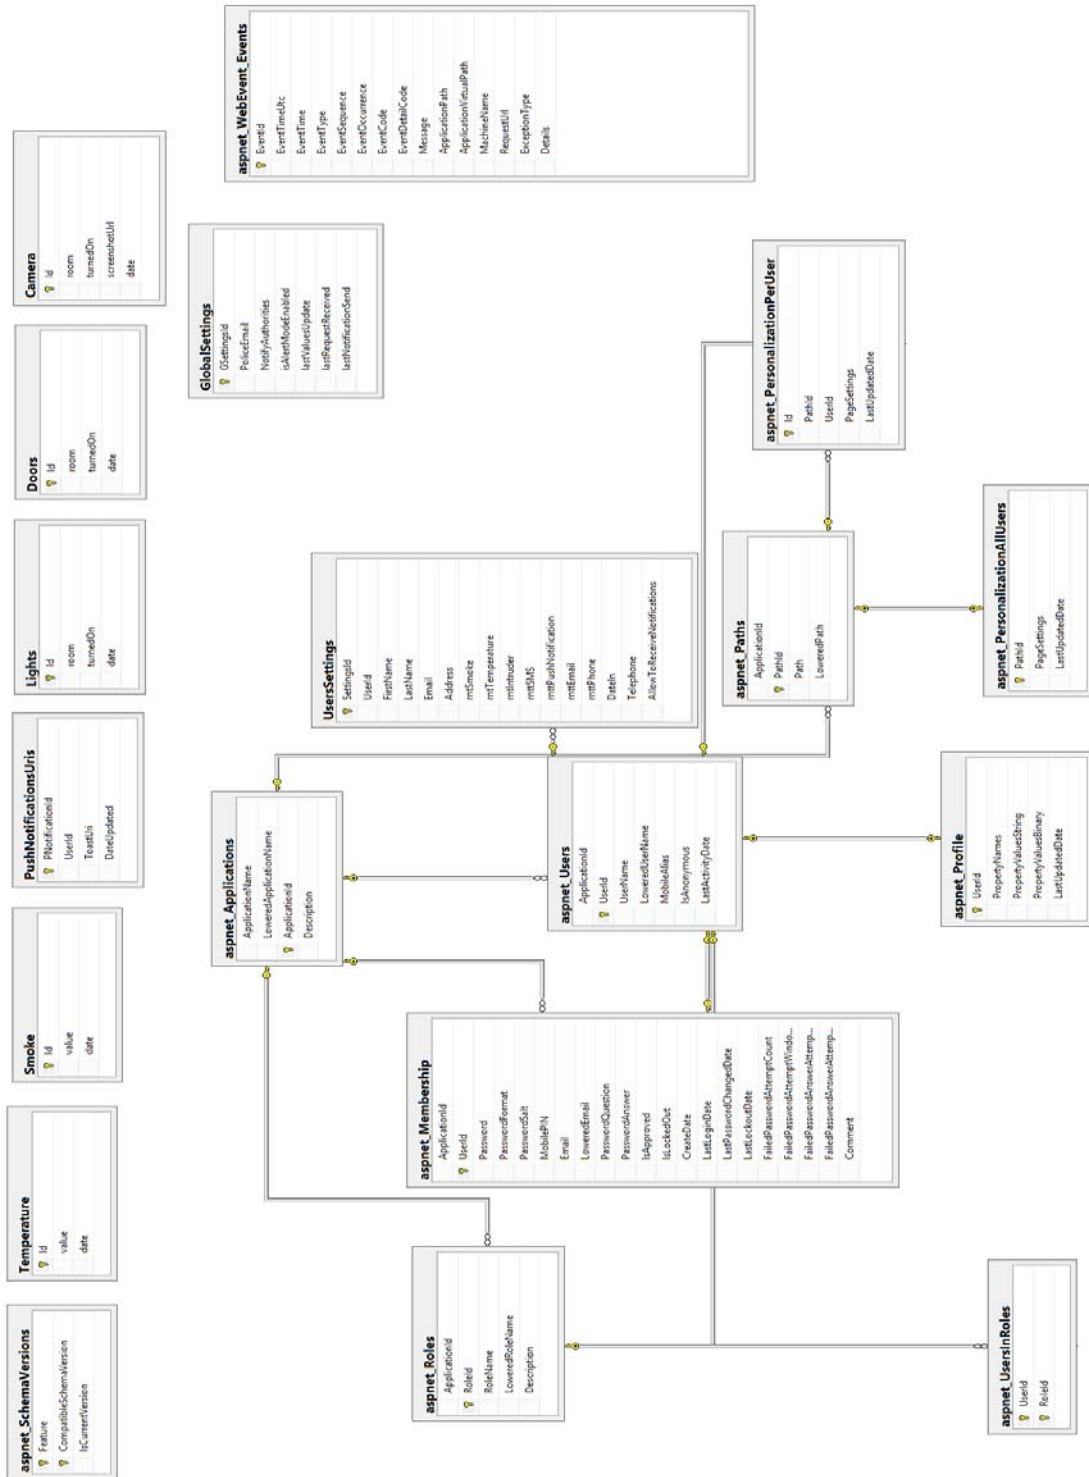 aspnet_SchemaVersions
Feature
CompatibleSchemaVersion
IsCurrentVersion
Temperature
Id
value
date
Smoke
Id
value
date
PushNotificationsUris
PNotificationId
UserId
ToastUri
DateUpdated
Lights
Id
room
turnedOn
date
Doors
Id
room
turnedOn
date
Camera
Id
room
turnedOn
screenshotUrl
date
GlobalSettings
GSettingsId
PoliceEmail
NotifyAuthorities
isAlertModeEnabled
lastValuesUpdate
lastRequestReceived
lastNotificationSend
aspnet_WebEvent_Events
EventId
EventTimeUtc
EventTime
EventType
EventSequence
EventOccurrence
EventCode
EventDetailCode
Message
ApplicationPath
ApplicationVirtualPath
MachineName
RequestUrl
ExceptionType
Details
aspnet_Applications
ApplicationName
LoweredApplicationName
ApplicationId
Description
UsersSettings
SettingsId
UserId
FirstName
LastName
Email
Address
mtSmoke
mtTemperature
mtIntruder
mttSMS
mttPushNotification
mttEmail
mttPhone
DateIn
Telephone
AllowToReceiveNotifications
aspnet_Roles
ApplicationId
RoleId
RoleName
LoweredRoleName
Description
aspnet_Membership
ApplicationId
UserId
Password
PasswordFormat
PasswordSalt
MobilePIN
Email
LoweredEmail
PasswordQuestion
PasswordAnswer
IsApproved
IsLockedOut
CreateDate
LastLoginDate
LastPasswordChangedDate
LastLockoutDate
FailedPasswordAttemptCount
FailedPasswordAttemptWindo...
FailedPasswordAnswerAttemp...
FailedPasswordAnswerAttemp...
Comment
aspnet_Users
ApplicationId
UserId
UserName
LoweredUserName
MobileAlias
IsAnonymous
LastActivityDate
aspnet_Paths
ApplicationId
PathId
Path
LoweredPath
aspnet_PersonalizationPerUser
Id
PathId
UserId
PageSettings
LastUpdatedDate
aspnet_UsersInRoles
UserId
RoleId
aspnet_Profile
UserId
PropertyNames
PropertyValuesString
PropertyValuesBinary
LastUpdatedDate
aspnet_PersonalizationAllUsers
PathId
PageSettings
LastUpdatedDate